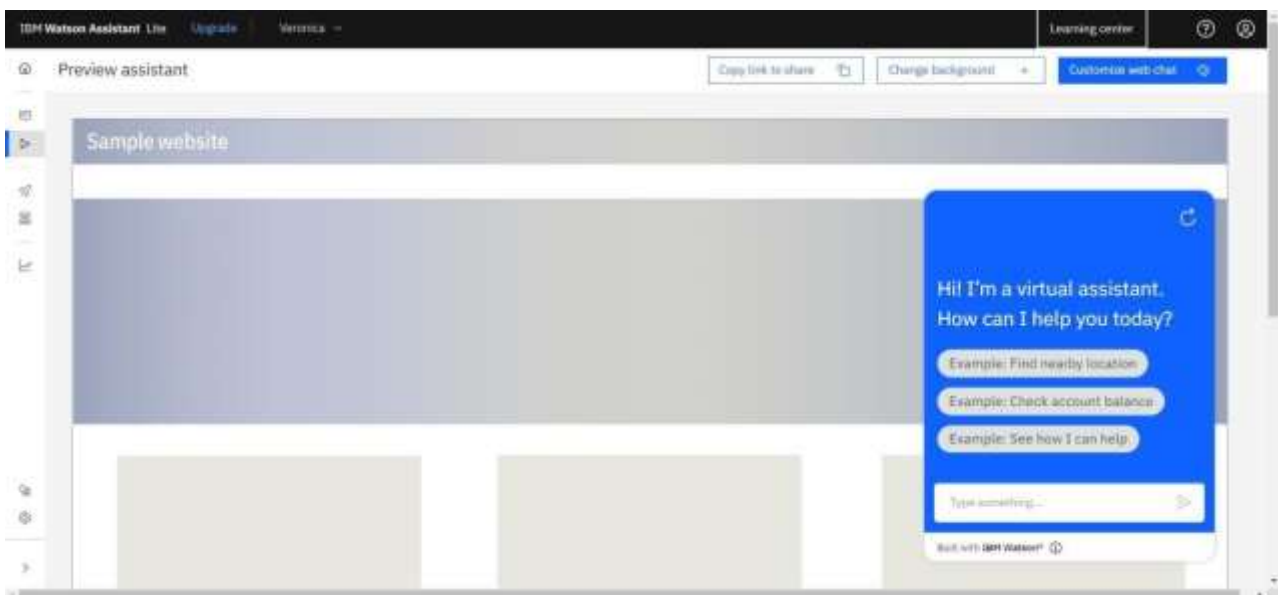 IBM Watson Assistant Lite Upgrade Veronica Learning center
Preview assistant Copy link to share Change background Customize web chat
Sample website
Hi! I'm a virtual assistant.
How can I help you today?
Example: Find nearby location
Example: Check account balance
Example: See how I can help
Type something...
Built with IBM Watson®